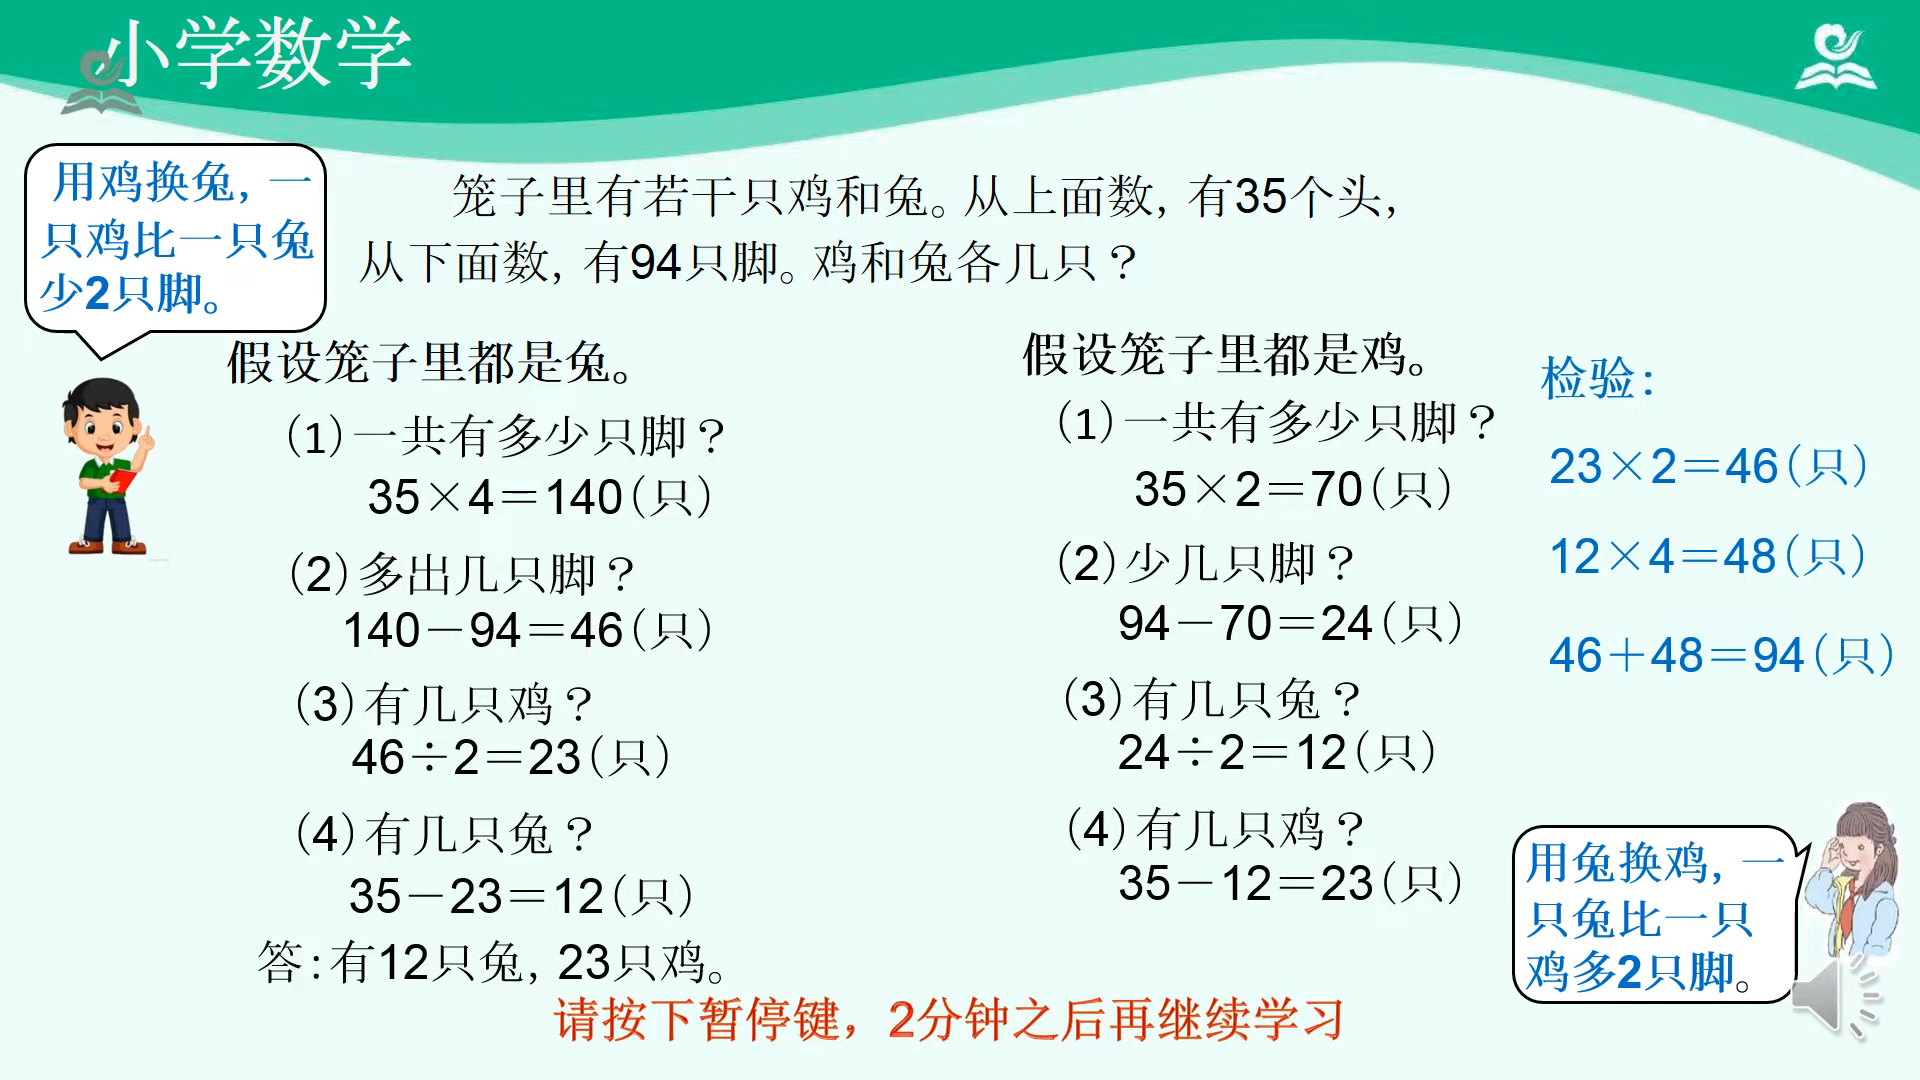 小学数学
用鸡换兔，一
只鸡比一只兔
少2只脚。
笼子里有若干只鸡和兔。从上面数，有35个头，
从下面数，有94只脚。鸡和兔各几只？
假设笼子里都是兔。
（1）一共有多少只脚？
35×4＝140（只）
（2）多出几只脚？
140－94＝46（只）
（3）有几只鸡？
46÷2＝23（只）
（4）有几只兔？
35－23＝12（只）
答：有12只兔，23只鸡。
假设笼子里都是鸡。
（1）一共有多少只脚？
35×2＝70（只）
（2）少几只脚？
94－70＝24（只）
（3）有几只兔？
24÷2＝12（只）
（4）有几只鸡？
35－12＝23（只）
检验：
23×2＝46（只）
12×4＝48（只）
46＋48＝94（只）
用兔换鸡，一
只兔比一只
鸡多2只脚。
请按下暂停键，2分钟之后再继续学习